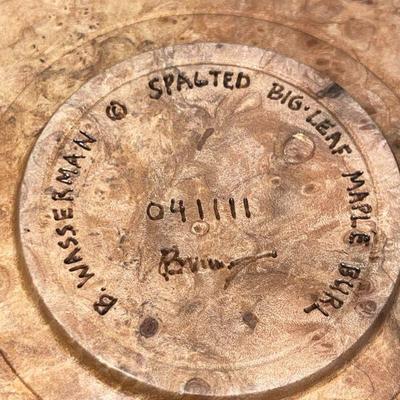 B. WASSERMAN © SPALTED BIG-LEAF MAPLE BURL
041111